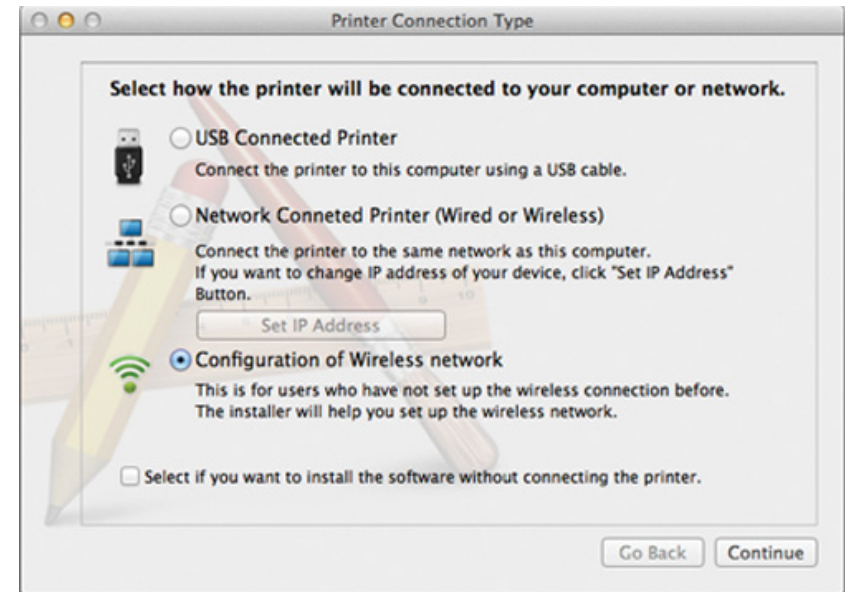 Printer Connection Type
Select how the printer will be connected to your computer or network.
USB Connected Printer
Connect the printer to this computer using a USB cable.
Network Conneted Printer (Wired or Wireless)
Connect the printer to the same network as this computer.
If you want to change IP address of your device, click "Set IP Address"
Button.
Set IP Address
Configuration of Wireless network
This is for users who have not set up the wireless connection before.
The installer will help you set up the wireless network.
Select if you want to install the software without connecting the printer.
Go Back Continue